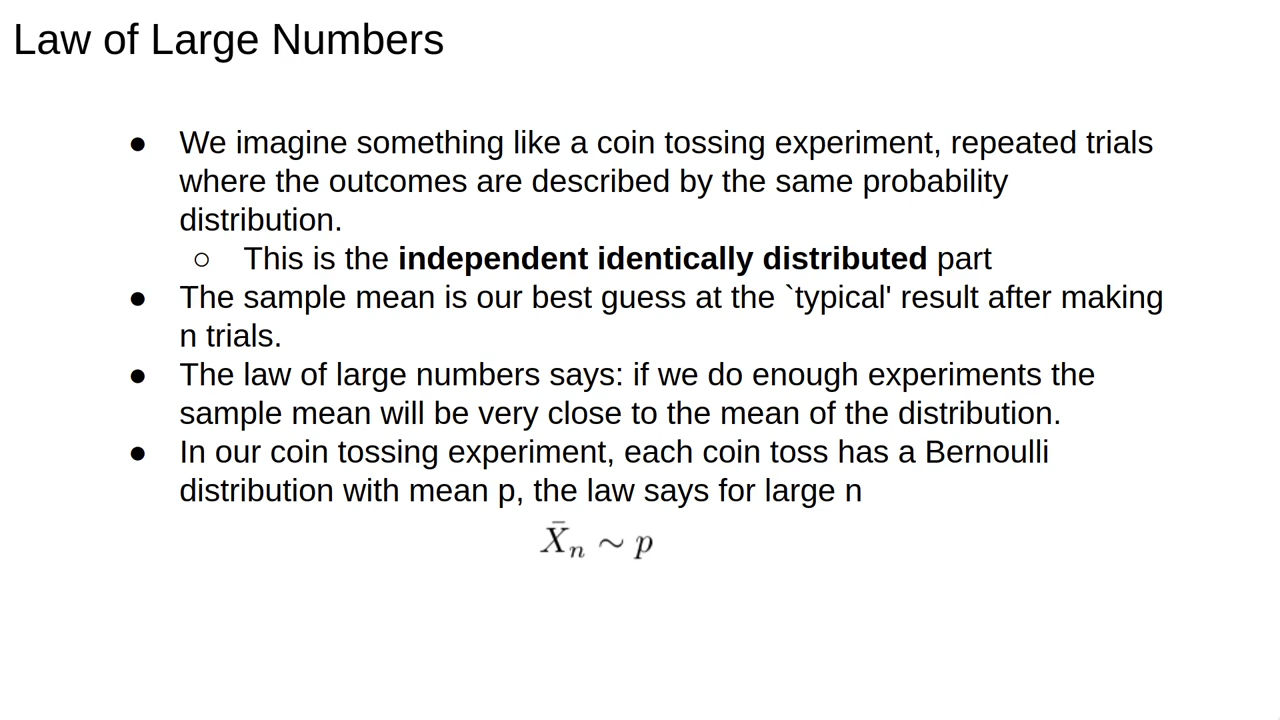 Law of Large Numbers
● We imagine something like a coin tossing experiment, repeated trials
where the outcomes are described by the same probability
distribution.
○ This is the independent identically distributed part
● The sample mean is our best guess at the `typical' result after making
n trials.
● The law of large numbers says: if we do enough experiments the
sample mean will be very close to the mean of the distribution.
● In our coin tossing experiment, each coin toss has a Bernoulli
distribution with mean p, the law says for large n
X̄ₙ ∼ p